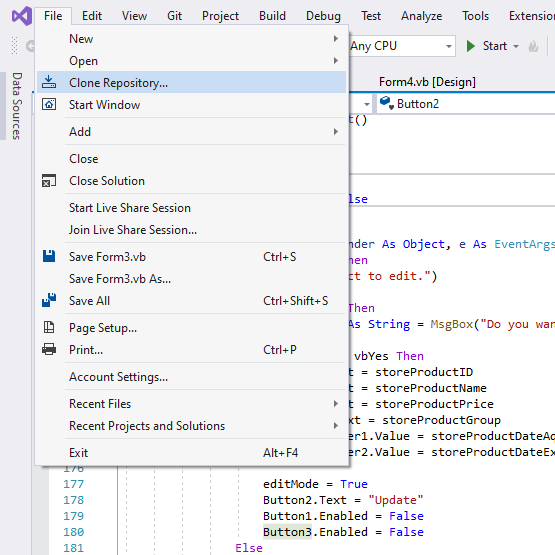 File Edit View Git Project Build Debug Test Analyze Tools Extension
Any CPU Start
Data Sources
New
Open
Clone Repository...
Form4.vb [Design]
Start Window
Button2
t()
Add
Close
Close Solution
lse
Start Live Share Session
Join Live Share Session...
nder As Object, e As EventArgs
Save Form3.vb Ctrl+S
hen
Save Form3.vb As...
ct to edit.")
Save All Ctrl+Shift+S
Then
Page Setup...
As String = MsgBox("Do you wan
Print... Ctrl+P
vbYes Then
Account Settings...
t = storeProductID
t = storeProductName
Recent Files
t = storeProductPrice
Recent Projects and Solutions
xt = storeProductGroup
er1.Value = storeProductDateAq
Exit Alt+F4
er2.Value = storeProductDateEx
176
177 editMode = True
178 Button2.Text = "Update"
179 Button1.Enabled = False
180 Button3.Enabled = False
181 Else